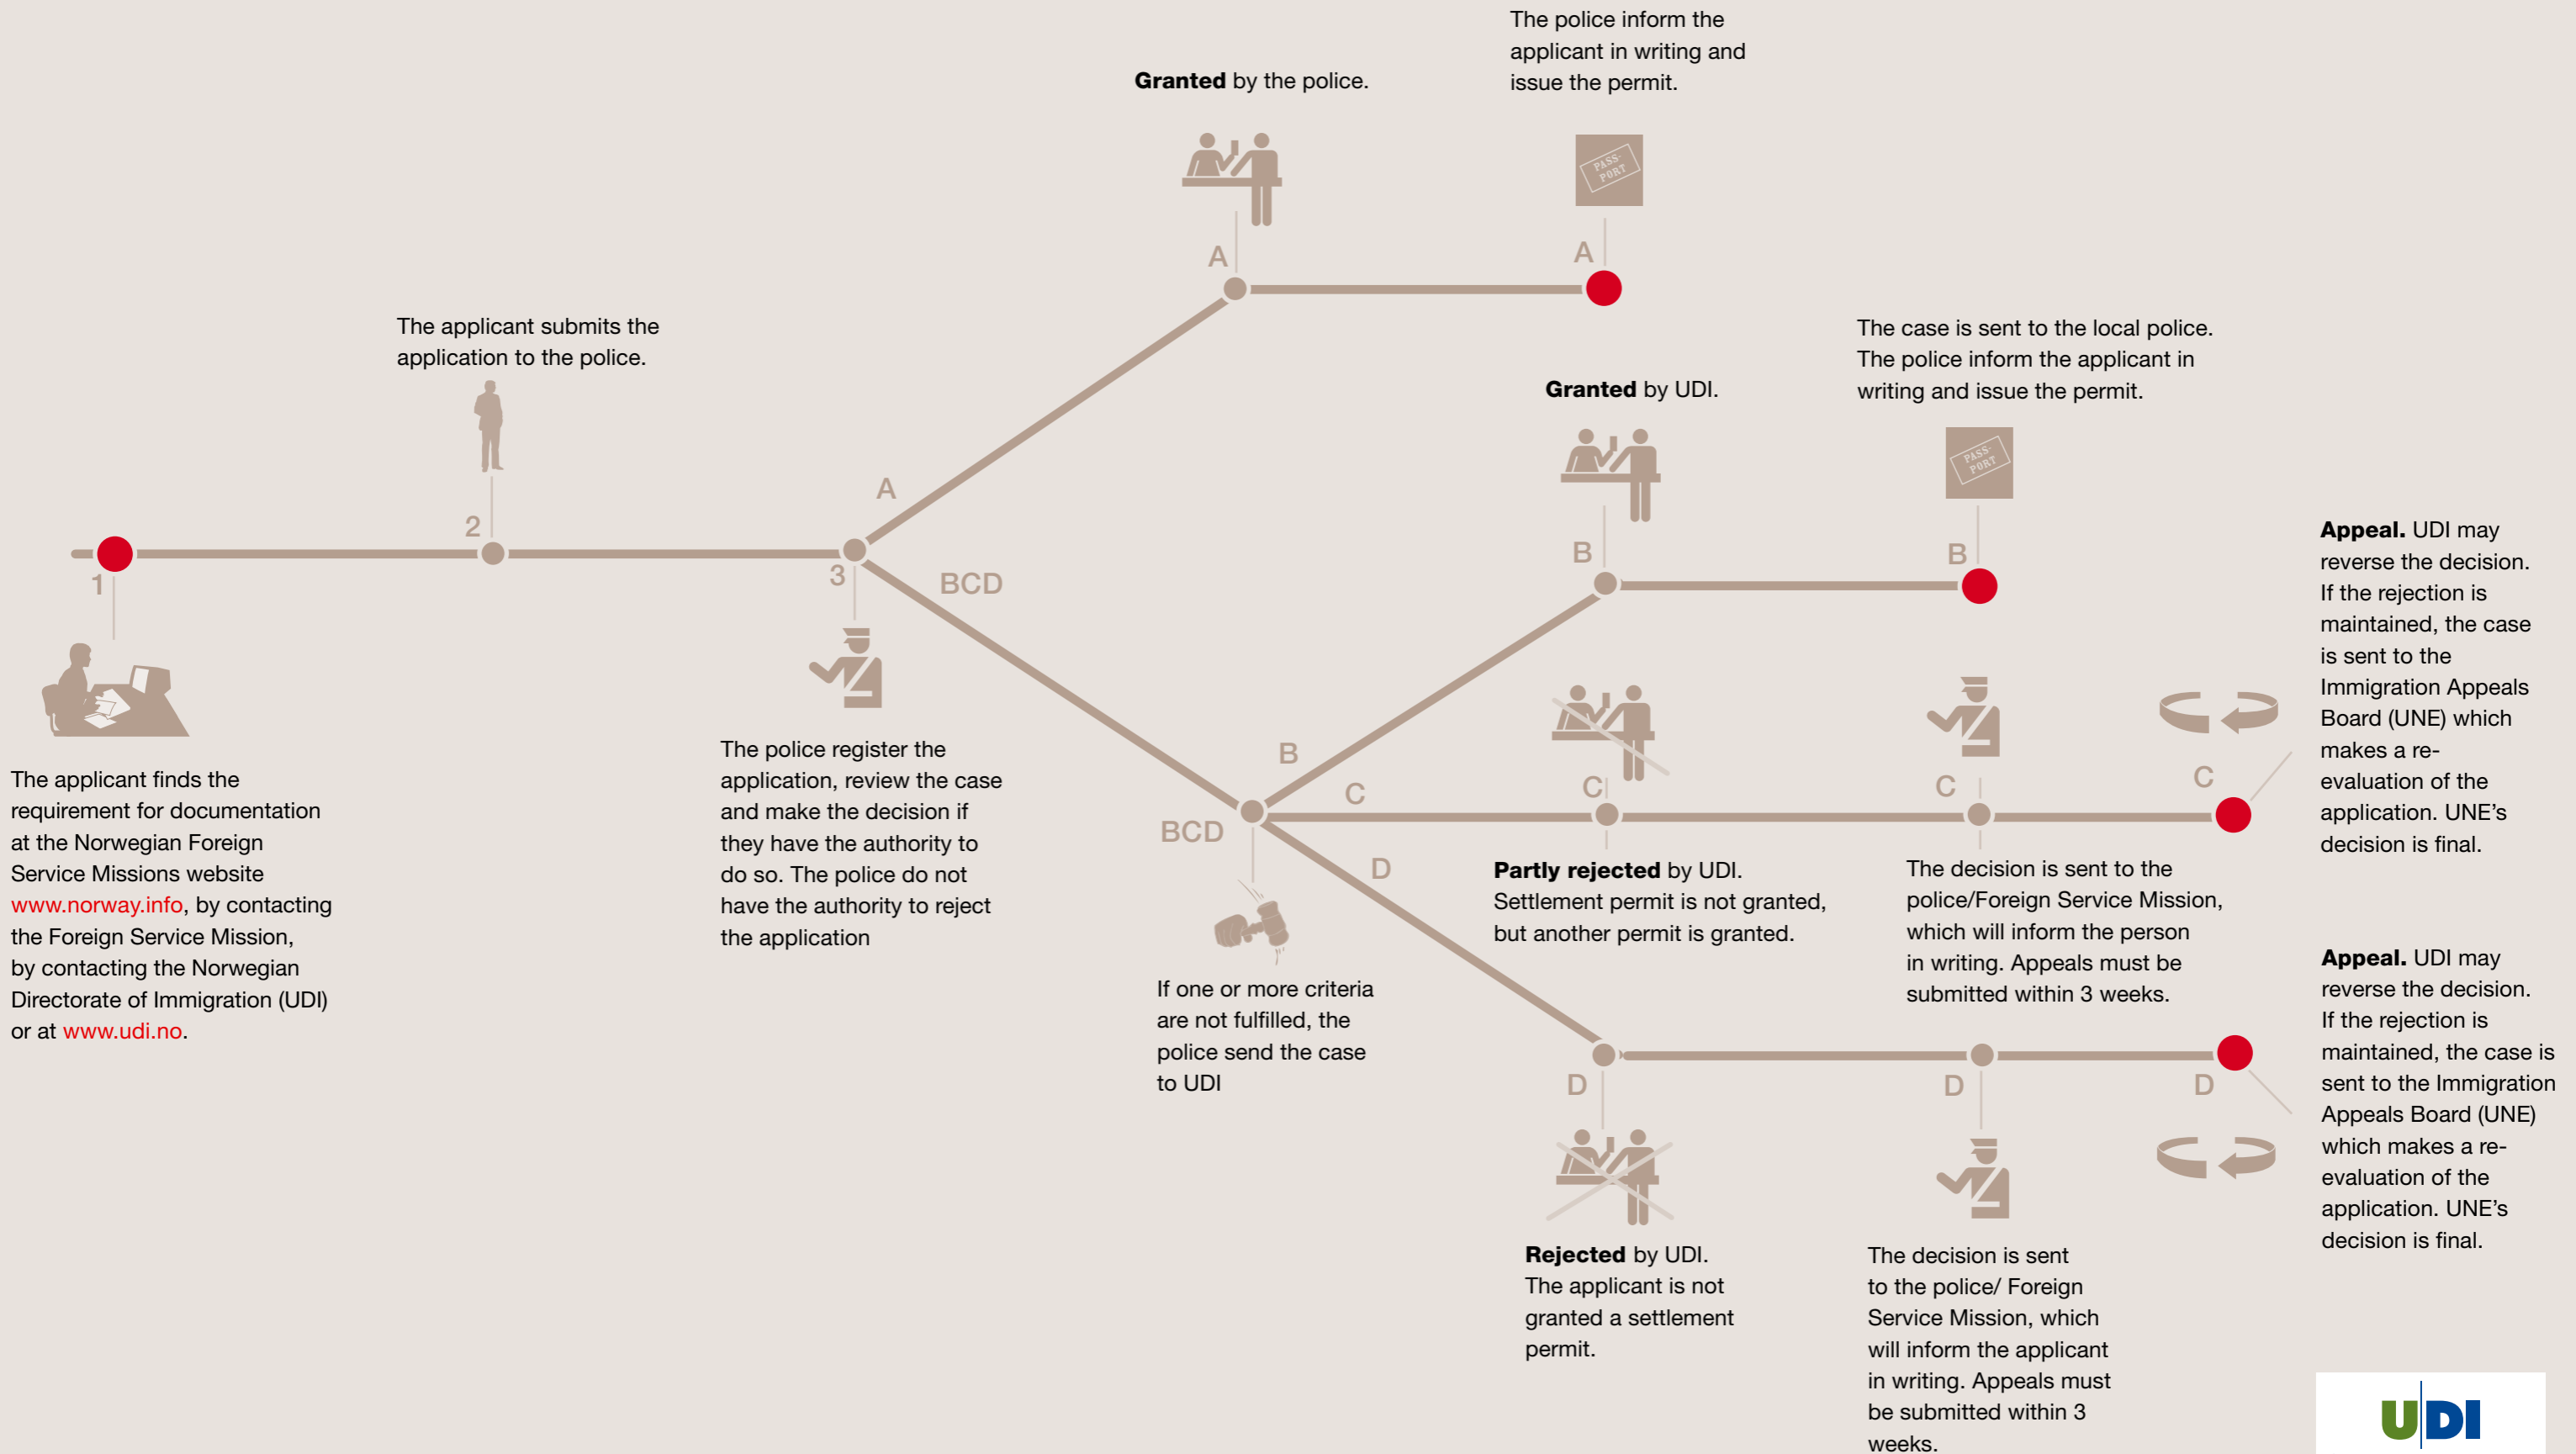 The police inform the
applicant in writing and
issue the permit.
Granted by the police.
PASS-
PORT
A
A
The applicant submits the
application to the police.
The case is sent to the local police.
The police inform the applicant in
writing and issue the permit.
Granted by UDI.
PASS-
PORT
A
2
1
3
BCD
B
B
The applicant finds the
requirement for documentation
at the Norwegian Foreign
Service Missions website
www.norway.info, by contacting
the Foreign Service Mission,
by contacting the Norwegian
Directorate of Immigration (UDI)
or at www.udi.no.
The police register the
application, review the case
and make the decision if
they have the authority to
do so. The police do not
have the authority to reject
the application
BCD
B
C
D
If one or more criteria
are not fulfilled, the
police send the case
to UDI
C
Partly rejected by UDI.
Settlement permit is not granted,
but another permit is granted.
C
The decision is sent to the
police/Foreign Service Mission,
which will inform the person
in writing. Appeals must be
submitted within 3 weeks.
C
Appeal. UDI may
reverse the decision.
If the rejection is
maintained, the case
is sent to the
Immigration Appeals
Board (UNE) which
makes a re-
evaluation of the
application. UNE’s
decision is final.
D
Rejected by UDI.
The applicant is not
granted a settlement
permit.
D
The decision is sent
to the police/ Foreign
Service Mission, which
will inform the applicant
in writing. Appeals must
be submitted within 3
weeks.
D
Appeal. UDI may
reverse the decision.
If the rejection is
maintained, the case is
sent to the Immigration
Appeals Board (UNE)
which makes a re-
evaluation of the
application. UNE’s
decision is final.
UDI